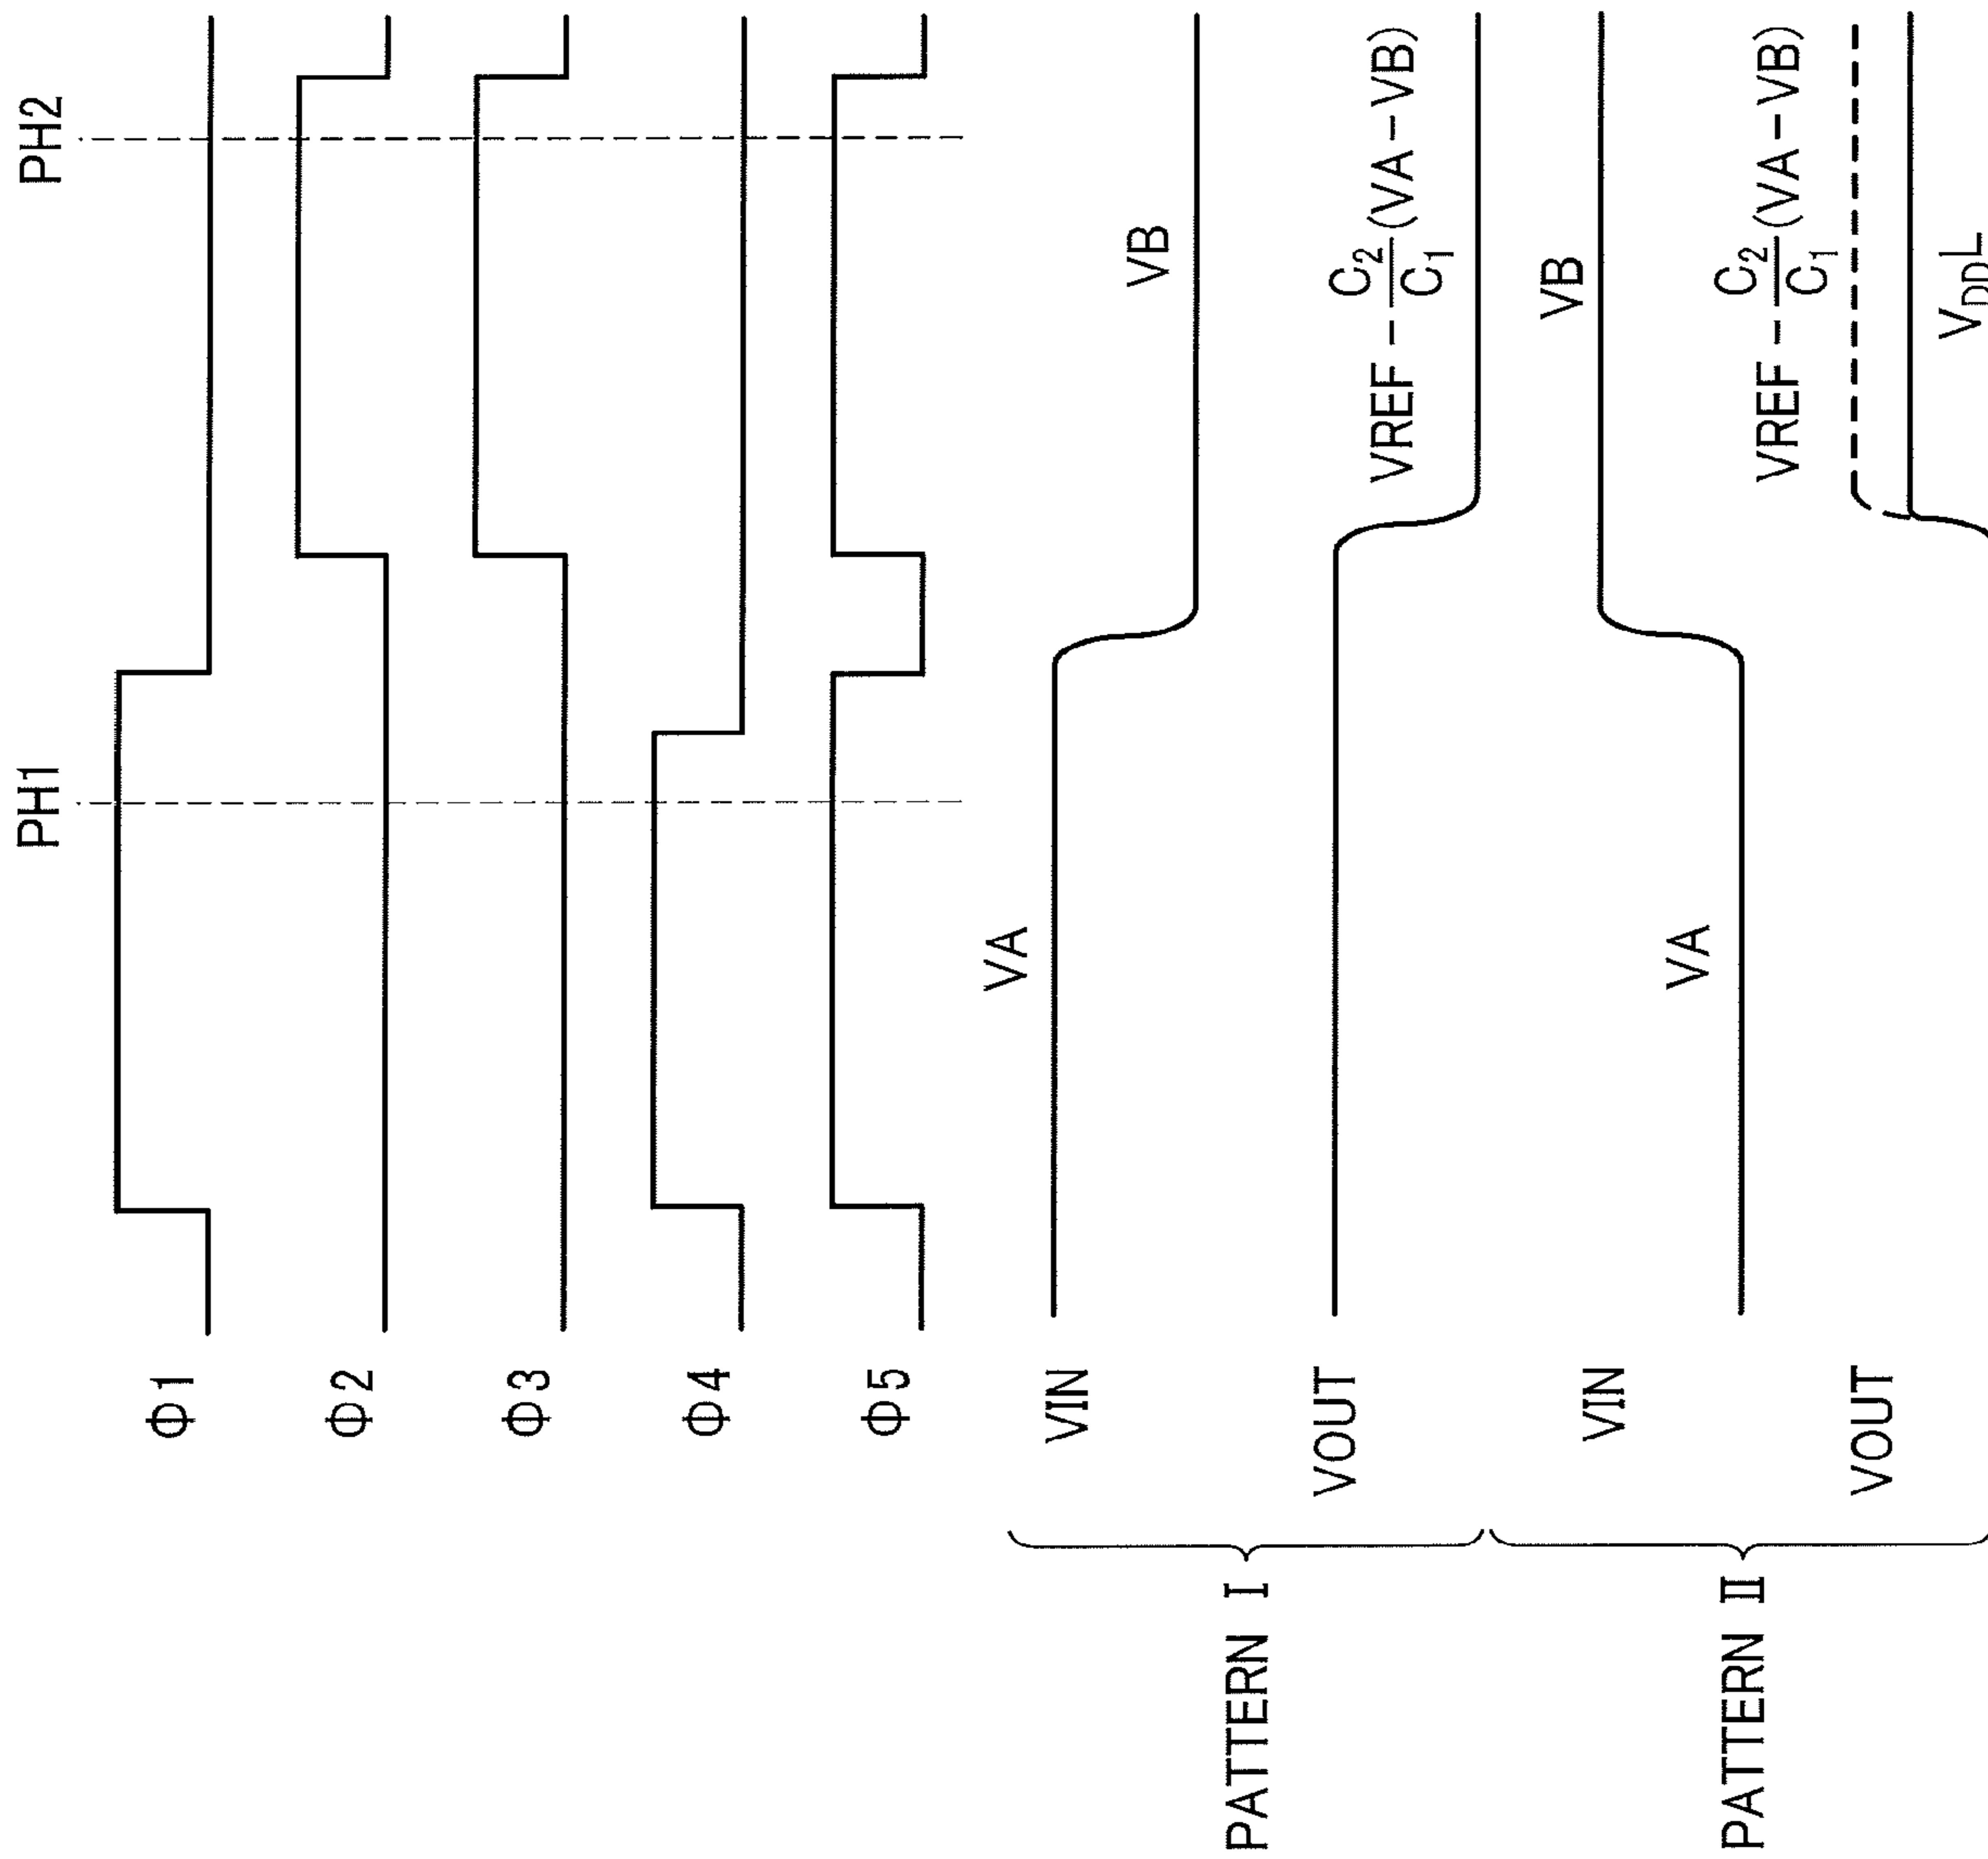 PH1
PH2
Φ1
Φ2
Φ3
Φ4
Φ5
PATTERN I
VIN
VA
VB
VOUT
VREF - C2/C1 (VA-VB)
PATTERN II
VIN
VA
VB
VOUT
VREF - C2/C1 (VA-VB)
VDDL